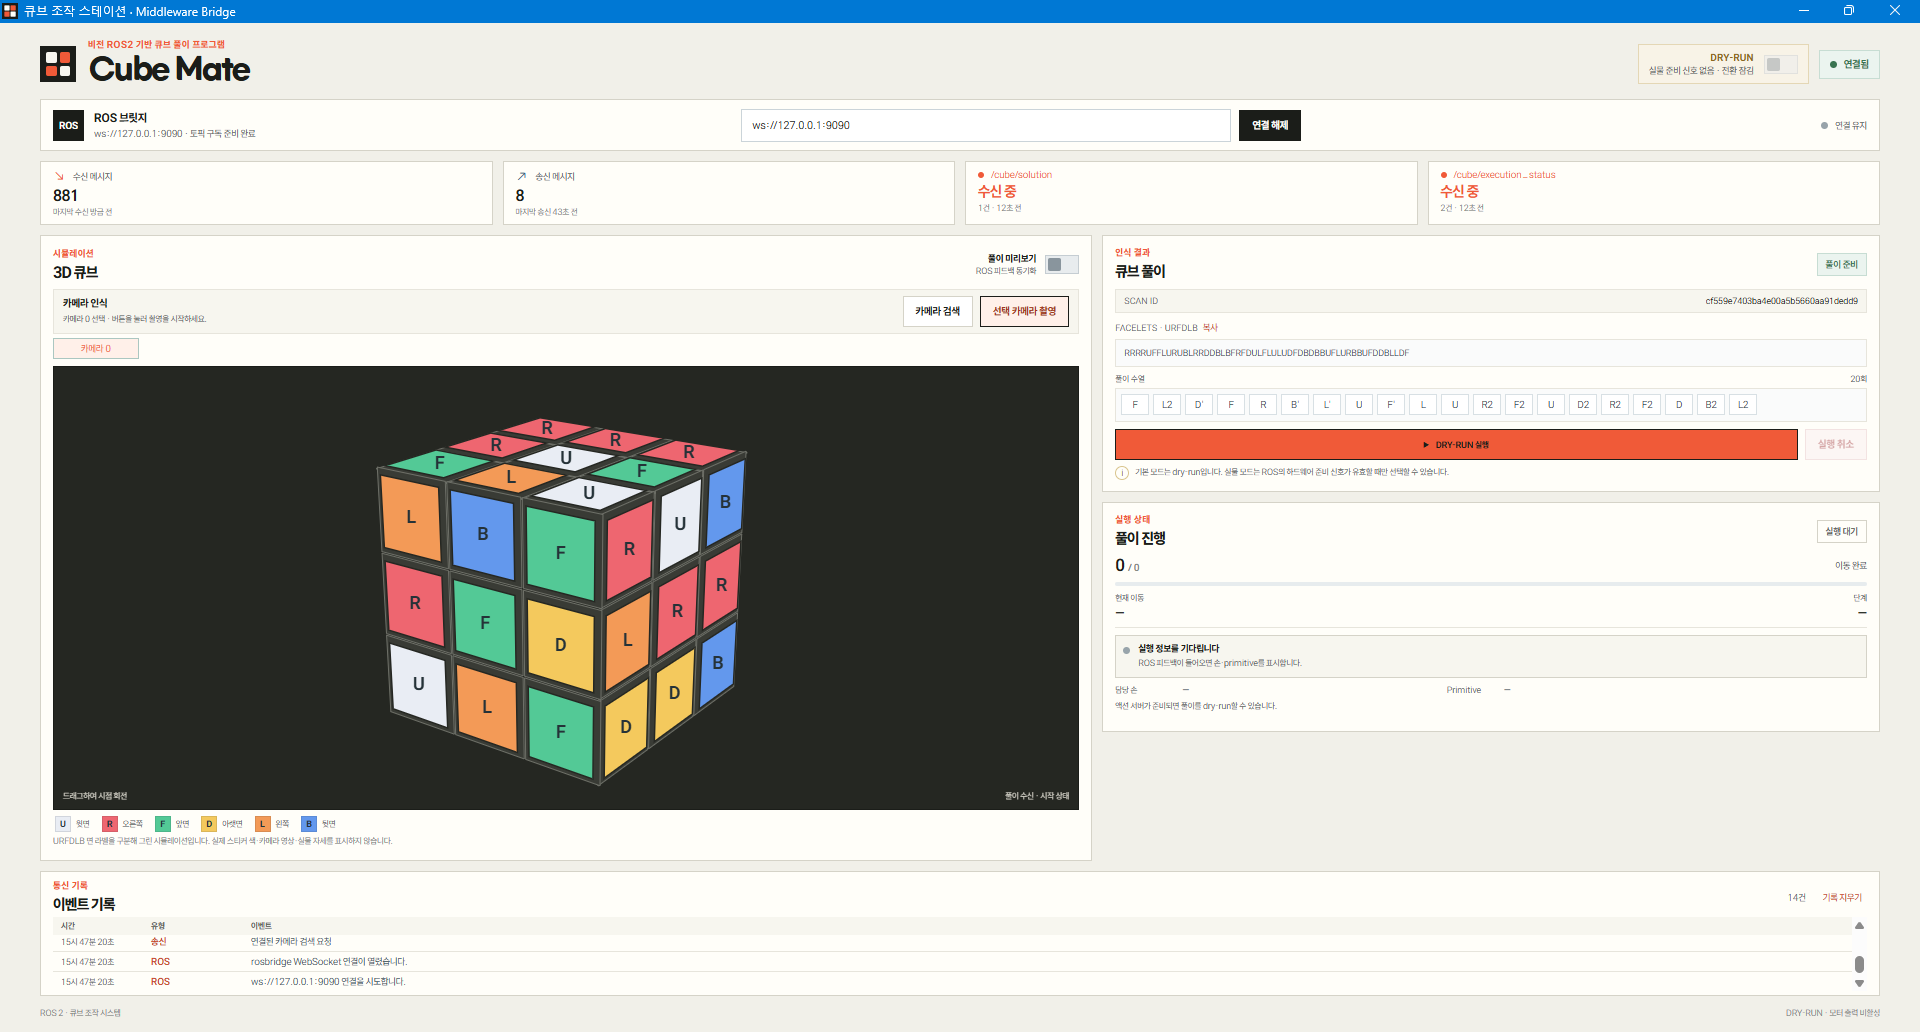 큐브 조작 스테이션 · Middleware Bridge
비전 ROS2 기반 큐브 풀이 프로그램
Cube Mate
DRY-RUN
실물 준비 신호 없음 · 전환 잠김
연결됨
ROS
ROS 브릿지
ws://127.0.0.1:9090 · 토픽 구독 준비 완료
ws://127.0.0.1:9090
연결 해제
연결 유지
수신 메시지
881
마지막 수신 방금 전
송신 메시지
8
마지막 송신 43초 전
/cube/solution
수신 중
1건 · 12초 전
/cube/execution_status
수신 중
2건 · 12초 전
시뮬레이션
3D 큐브
풀이 미리보기
ROS 피드백 동기화
카메라 인식
카메라 0 선택 · 버튼을 눌러 촬영을 시작하세요.
카메라 검색
선택 카메라 촬영
카메라 0
R
R R
F U R
L F
U
L B F R U B
R F D L R R
U L F D D B
드래그하여 시점 회전
풀이 수신 · 시작 상태
U 윗면 R 오른쪽 F 앞면 D 아랫면 L 왼쪽 B 뒷면
URFDLB 면 라벨을 구분해 그린 시뮬레이션입니다. 실제 스티커 색·카메라 영상·실물 자세를 표시하지 않습니다.
인식 결과
큐브 풀이
풀이 준비
SCAN ID
cf559e7403ba4e00a5b5660aa91dedd9
FACELETS · URFDLB 복사
RRRRUFFLURUBLRRDDBLBFRFDULFLULUDFDBDBBUFLURBBUFDDBLLDF
풀이 수열
20회
F L2 D' F R B' L' U F' L U R2 F2 U D2 R2 F2 D B2 L2
DRY-RUN 실행
실행 취소
기본 모드는 dry-run입니다. 실물 모드는 ROS의 하드웨어 준비 신호가 유효할 때만 선택할 수 있습니다.
실행 상태
풀이 진행
실행 대기
0 / 0
이동 완료
현재 이동
단계
—
—
실행 정보를 기다립니다
ROS 피드백이 들어오면 손·primitive를 표시합니다.
담당 손 —
Primitive —
액션 서버가 준비되면 풀이를 dry-run할 수 있습니다.
통신 기록
이벤트 기록
14건
기록 지우기
시간 유형 이벤트
15시 47분 20초 송신 연결된 카메라 검색 요청
15시 47분 20초 ROS rosbridge WebSocket 연결이 열렸습니다.
15시 47분 20초 ROS ws://127.0.0.1:9090 연결을 시도합니다.
ROS 2 · 큐브 조작 시스템
DRY-RUN · 모터 출력 비활성